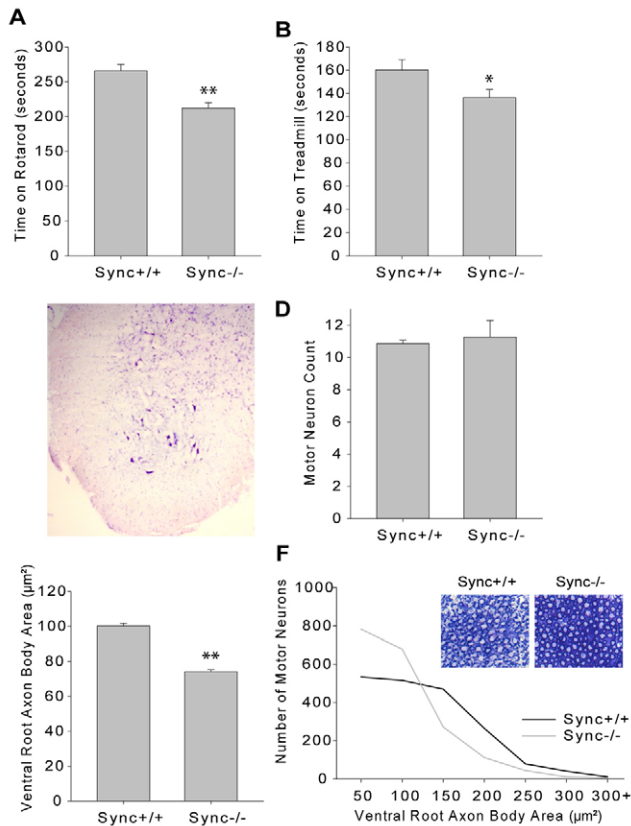 A
Time on Rotarod (seconds)
300
250
200
150
100
50
0
**
Sync+/+ Sync-/-
B
Time on Treadmill (seconds)
180
160
140
120
100
80
60
40
20
0
*
Sync+/+ Sync-/-
D
Motor Neuron Count
14
12
10
8
6
4
2
0
Sync+/+ Sync-/-
Ventral Root Axon Body Area (µm²)
120
100
80
60
40
20
0
**
Sync+/+ Sync-/-
F
Number of Motor Neurons
1000
800
600
400
200
0
Sync+/+ Sync-/-
Sync+/+
Sync-/-
50 100 150 200 250 300 300+
Ventral Root Axon Body Area (µm²)